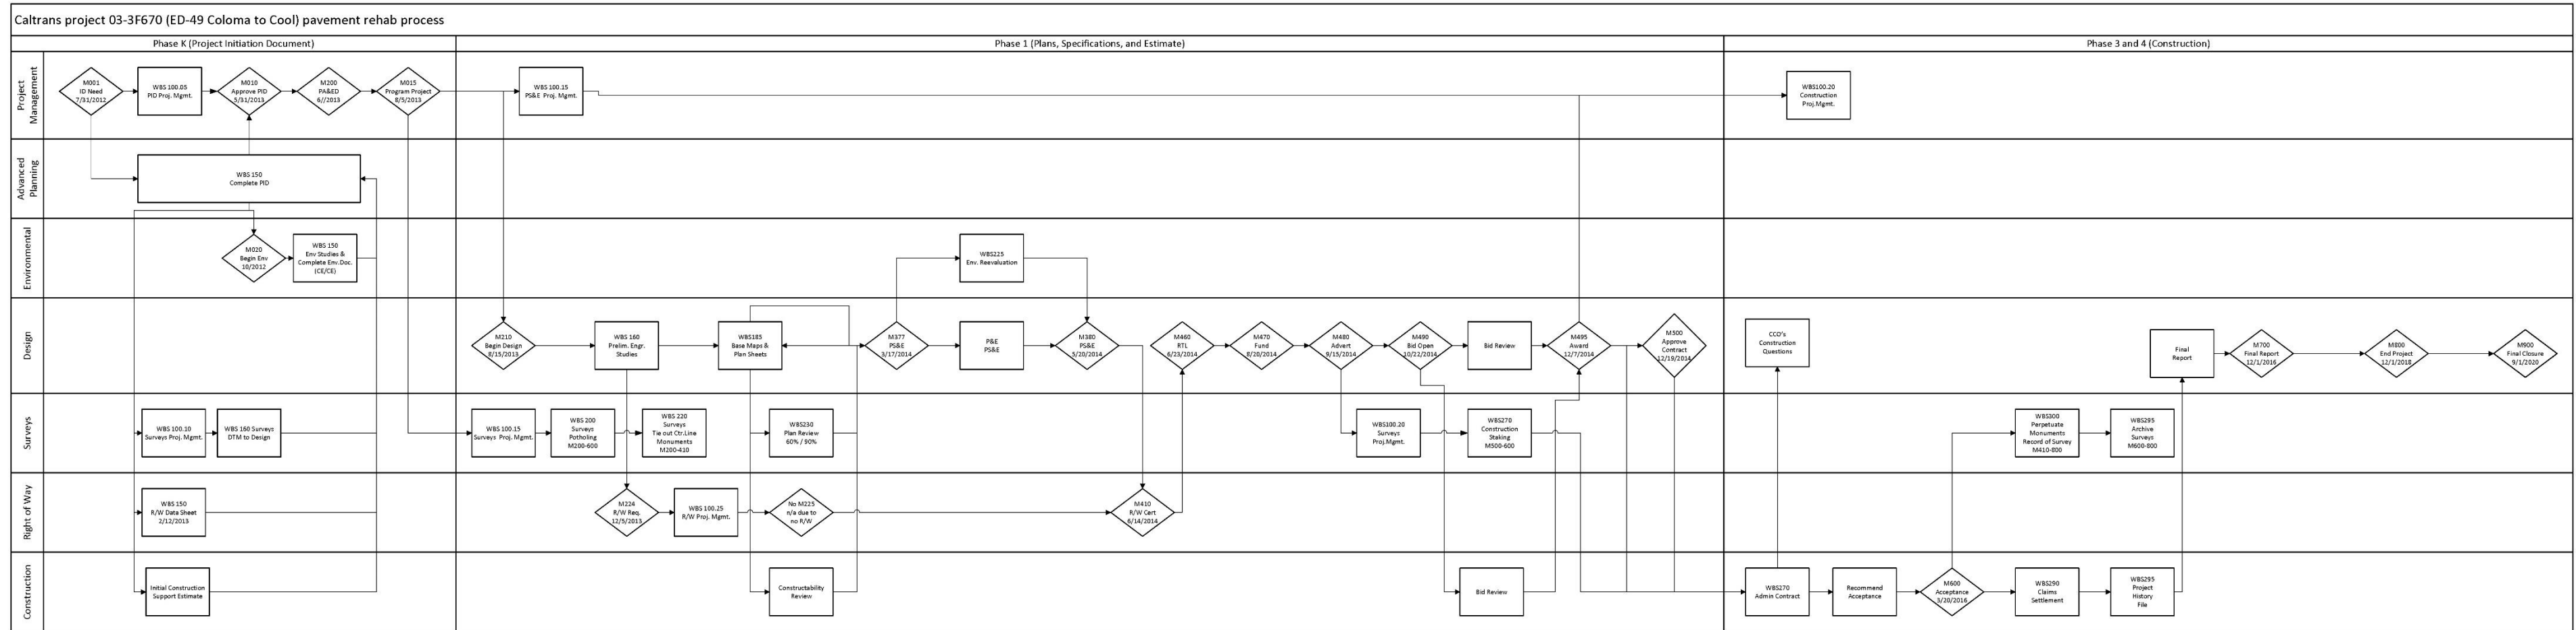 Caltrans project 03-3F670 (ED-49 Coloma to Cool) pavement rehab process
Phase K (Project Initiation Document)
Phase 1 (Plans, Specifications, and Estimate)
Phase 3 and 4 (Construction)
Project
Management
M001
ID Need
7/31/2012
WBS 100.05
PID Proj. Mgmt.
M010
Approve PID
5/31/2013
M200
PA&ED
6//2013
M015
Program Project
8/5/2013
WBS 100.15
PS&E Proj. Mgmt.
WBS100.20
Construction
Proj.Mgmt.
Advanced
Planning
WBS 150
Complete PID
Environmental
M020
Begin Env
10/2012
WBS 150
Env Studies &
Complete Env.Doc.
(CE/CE)
WBS225
Env. Reevaluation
Design
M210
Begin Design
8/15/2013
WBS 160
Prelim. Engr.
Studies
WBS185
Base Maps &
Plan Sheets
M377
PS&E
3/17/2014
P&E
PS&E
M380
PS&E
5/20/2014
M460
RTL
6/23/2014
M470
Fund
8/20/2014
M480
Advert
9/15/2014
M490
Bid Open
10/22/2014
Bid Review
M495
Award
12/7/2014
M500
Approve
Contract
12/19/2014
CCO's
Construction
Questions
Final
Report
M700
Final Report
12/1/2016
M800
End Project
12/1/2018
M900
Final Closure
9/1/2020
Surveys
WBS 100.10
Surveys Proj. Mgmt.
WBS 160 Surveys
DTM to Design
WBS 100.15
Surveys Proj. Mgmt.
WBS 200
Surveys
Potholing
M200-600
WBS 220
Surveys
Tie out Ctr.Line
Monuments
M200-410
WBS230
Plan Review
60% / 90%
WBS100.20
Surveys
Proj.Mgmt.
WBS270
Construction
Staking
M500-600
WBS300
Perpetuate
Monuments
Record of Survey
M410-800
WBS295
Archive
Surveys
M600-800
Right of Way
WBS 150
R/W Data Sheet
2/12/2013
M224
R/W Req.
12/5/2013
WBS 100.25
R/W Proj. Mgmt.
No M225
n/a due to
no R/W
M410
R/W Cert
6/14/2014
Construction
Initial Construction
Support Estimate
Constructability
Review
Bid Review
WBS270
Admin Contract
Recommend
Acceptance
M600
Acceptance
3/20/2016
WBS290
Claims
Settlement
WBS295
Project
History
File